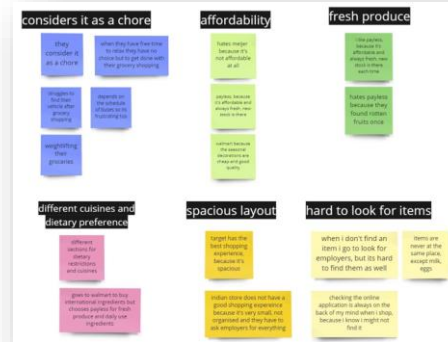 considers it as a chore
they
consider it
as a chore
when they have free time
to relax they have no
choice but to get done with
their grocery shopping
struggles to
find their
vehicle after
grocery
shopping
depends on
the schedule
of buses so its
frustrating too
weightlifting
their
groceries
affordability
hates meijer
because it's
not affordable
at all
payless, because
it's affordable and
always fresh, new
stock is there
walmart because
the seasonal
decorations are
cheap and good
quality
fresh produce
i like payless,
because it's
affordable and
always fresh, new
stock is there
each time
hates payless
because they
found rotten
fruits once
different cuisines and
dietary preference
different
sections for
dietary
restrictions
and cuisines
goes to walmart to buy
international ingredients but
chooses payless for fresh
produce and daily use
ingredients
spacious layout
target has the
best shopping
experience,
because it's
spacious
indian store does not have a
good shopping experience
because it's very small, not
organised and they have to
ask employers for everything
hard to look for items
when i don't find an
item i go to look for
employers, but its hard
to find them as well
items are
never at the
same place,
except milk,
eggs
checking the online
application is always on the
back of my mind when i shop,
because i know i might not
find it